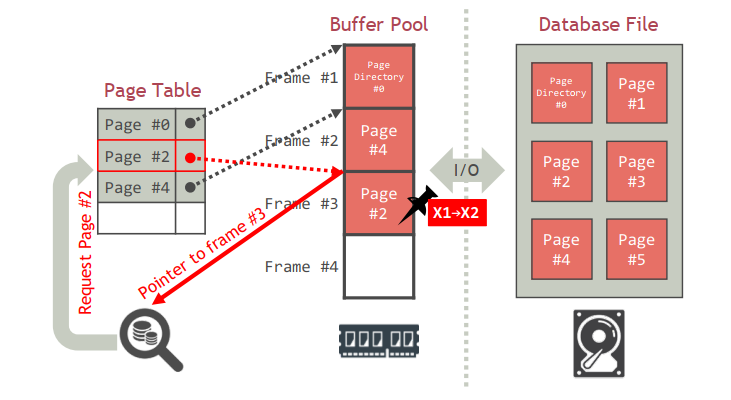 Buffer Pool
Database File
Page Table
Frame #1
Page
Directory
#0
Page #0
Page #2
Page #4
Frame #2
Page
#4
Frame #3
Page
#2
Frame #4
X1→X2
I/O
Request Page #2
Pointer to frame #3
Page
Directory
#0
Page
#1
Page
#2
Page
#3
Page
#4
Page
#5